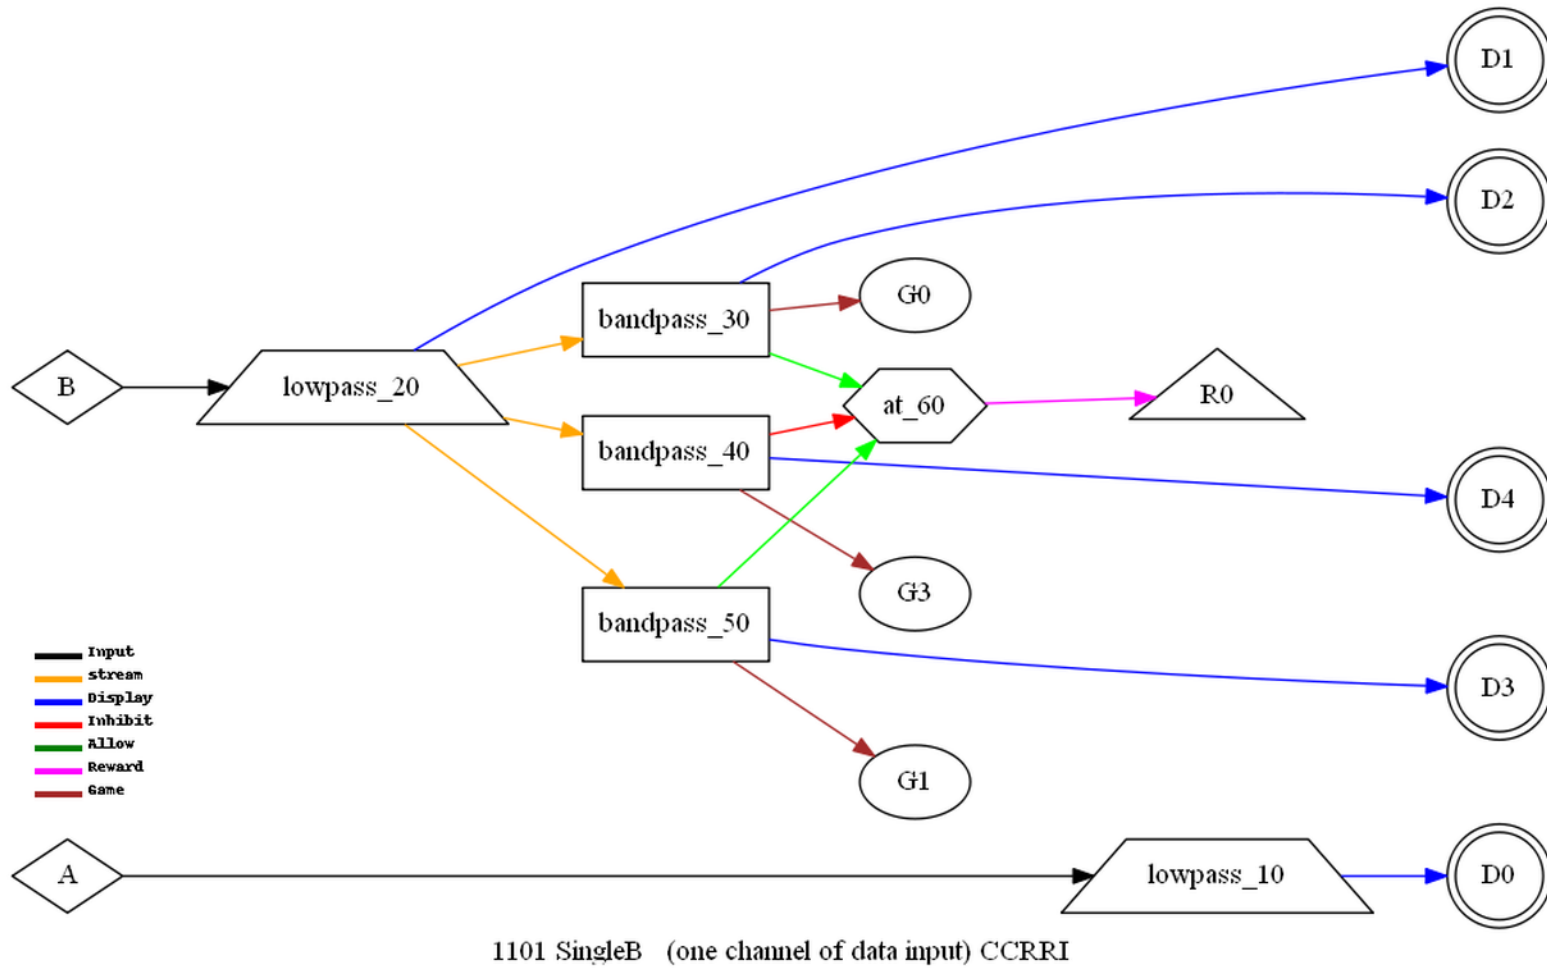 D1
D2
G0
bandpass_30
B
lowpass_20
at_60
R0
bandpass_40
D4
G3
bandpass_50
D3
Input
stream
Display
Inhibit
Allow
Reward
Game
G1
A
lowpass_10
D0
1101 SingleB (one channel of data input) CCRRI